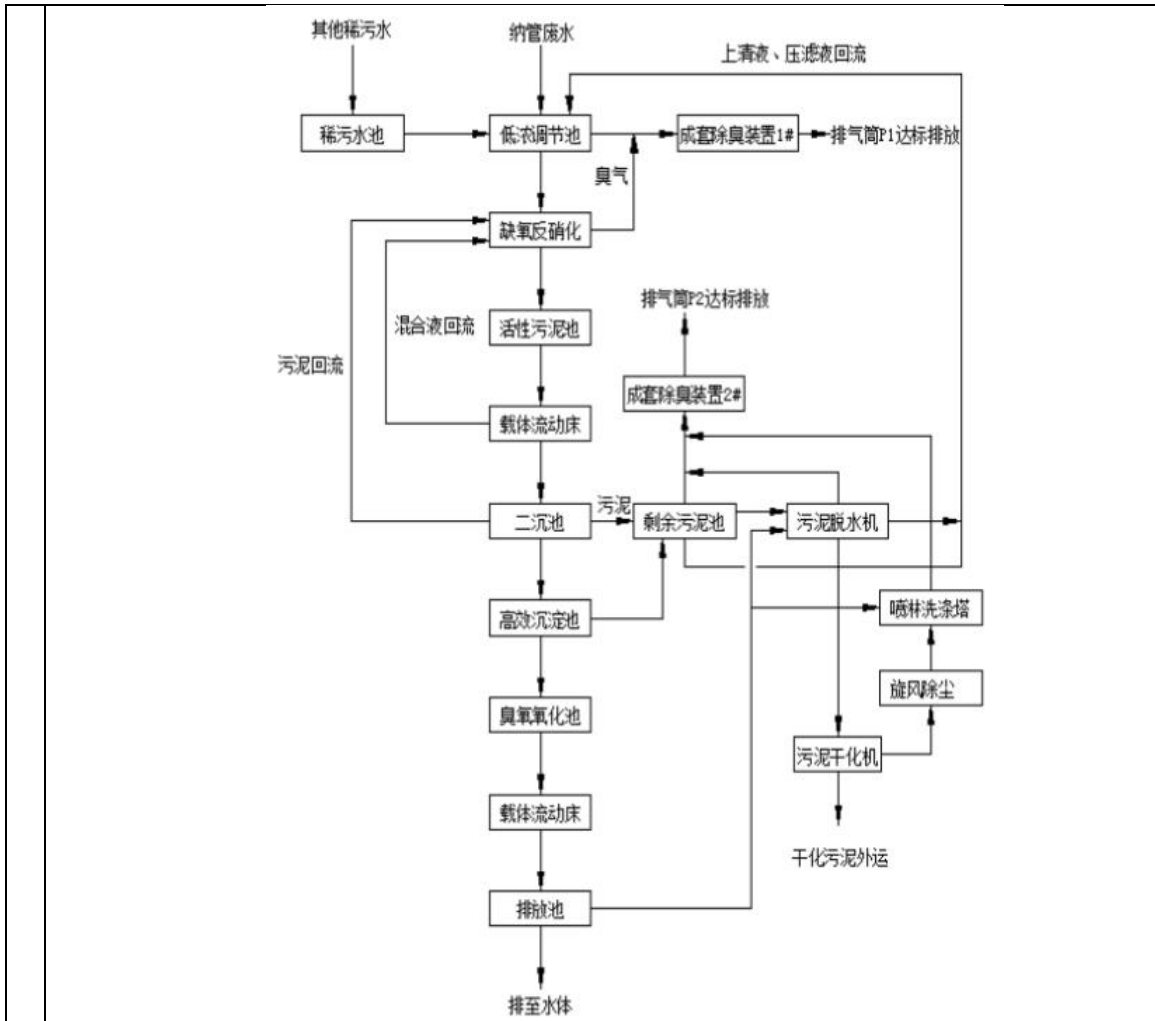 其他稀污水
纳管废水
上清液、压滤液回流
稀污水池
低浓调节池
成套除臭装置1#
排气筒P1达标排放
臭气
缺氧反硝化
排气筒P2达标排放
混合液回流
活性污泥池
污泥回流
成套除臭装置2#
载体流动床
污泥
二沉池
剩余污泥池
污泥脱水机
高效沉淀池
喷淋洗涤塔
旋风除尘
臭氧氧化池
污泥干化机
载体流动床
干化污泥外运
排放池
排至水体